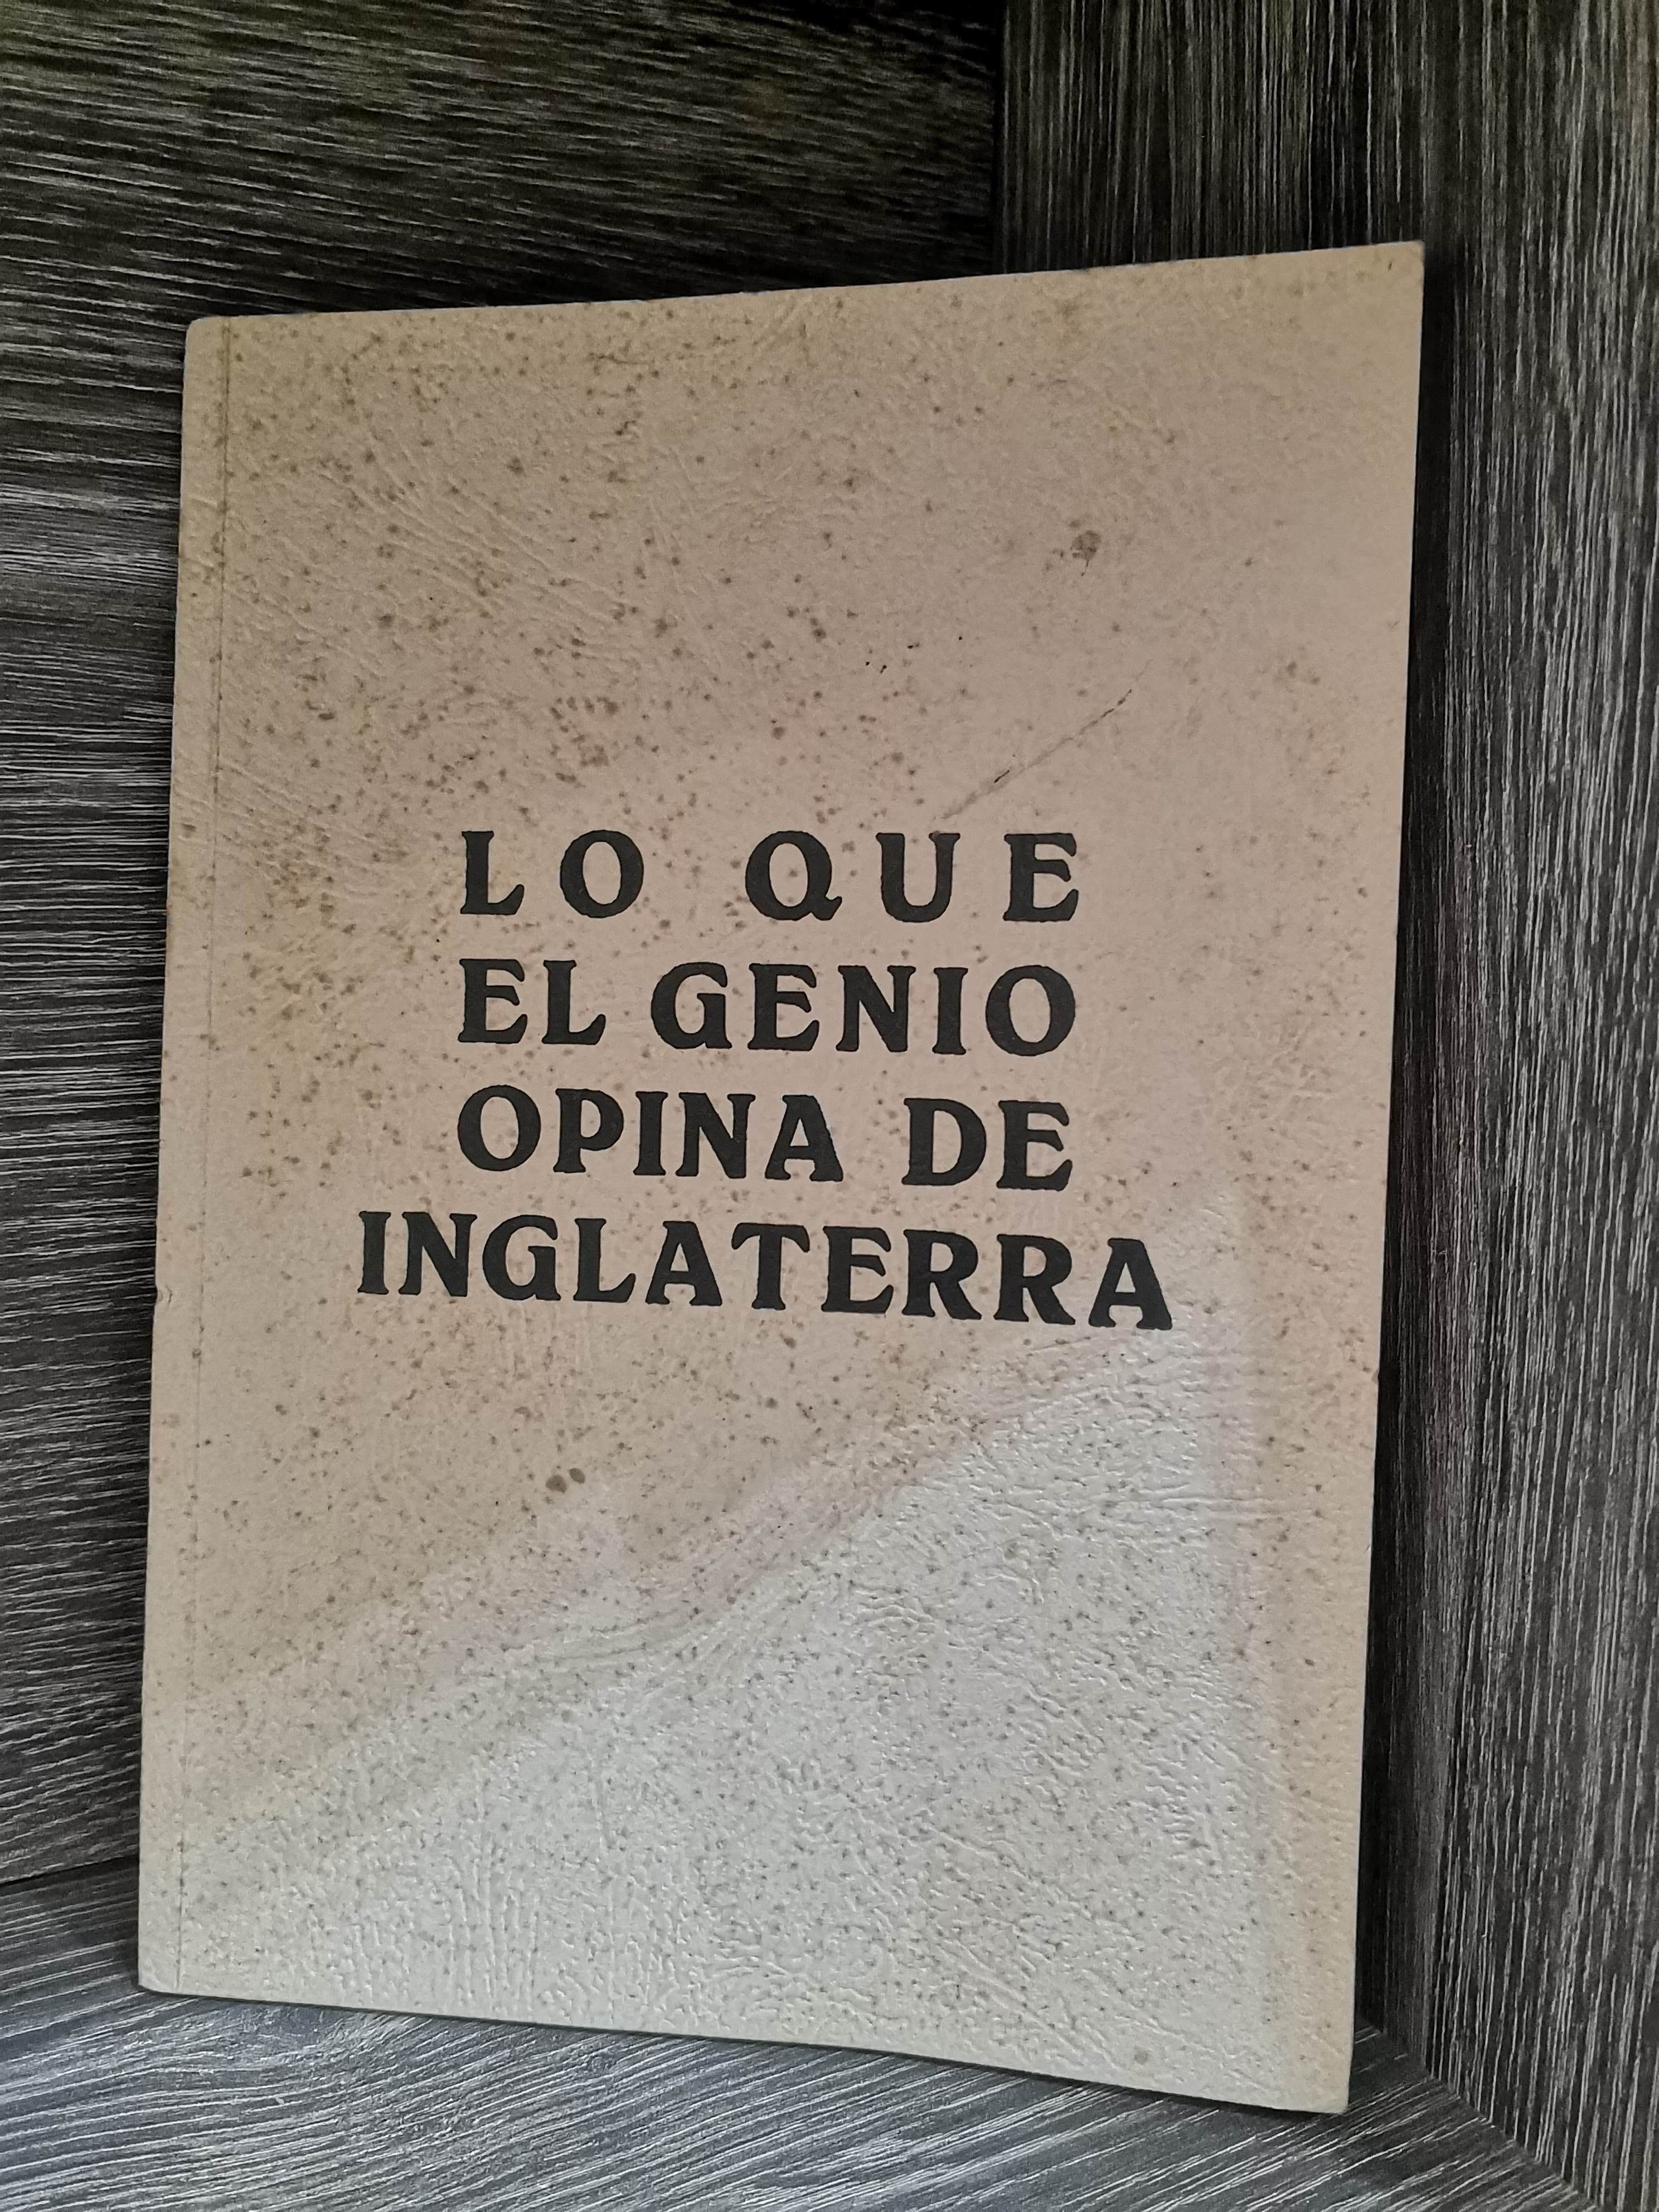 LO QUE
EL GENIO
OPINA DE
INGLATERRA